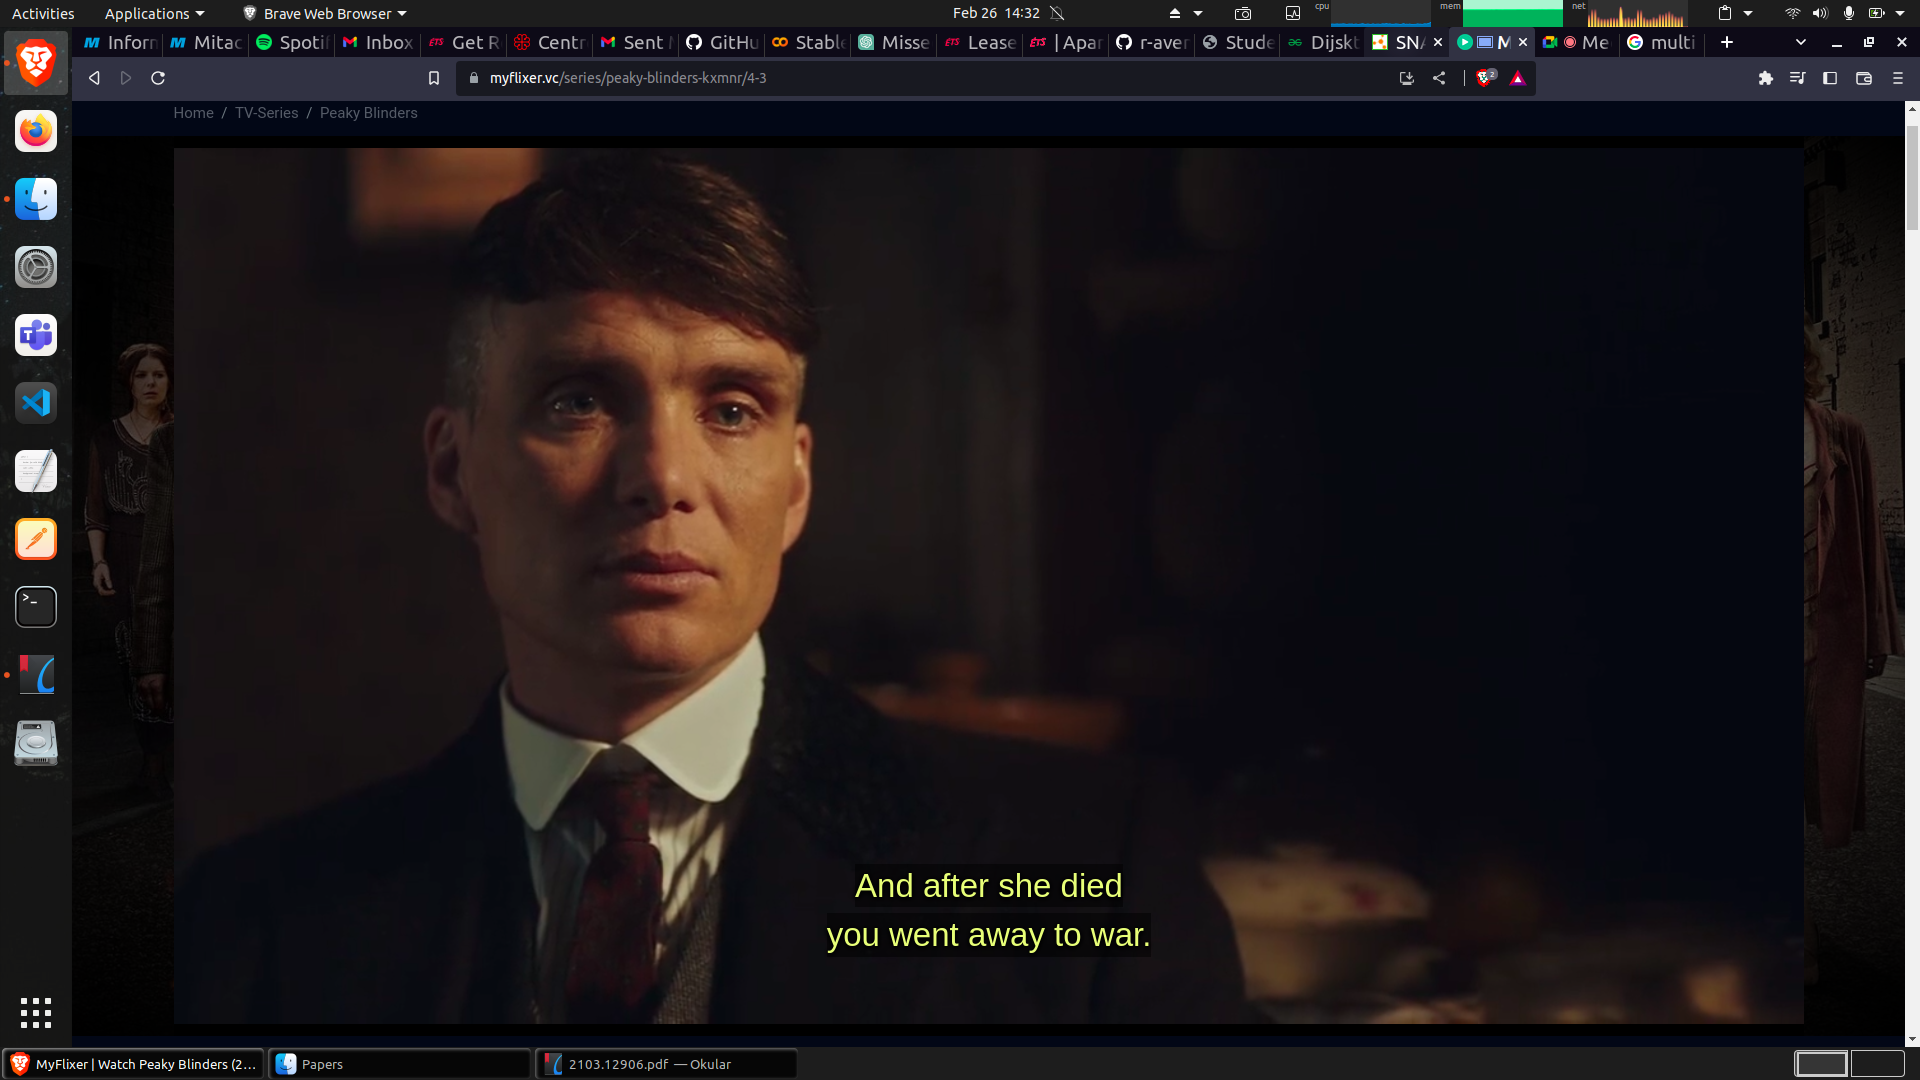 Activities Applications Brave Web Browser Feb 26 14:32 cpu mem net
Inform Mitac Spotif Inbox Get R Centr Sent GitHu Stabl Misse Lease | Apar r-aver Stude Dijskt SNA M Me multi
myflixer.vc/series/peaky-blinders-kxmnr/4-3 2
Home / TV-Series / Peaky Blinders
And after she died
you went away to war.
MyFlixer | Watch Peaky Blinders (2... Papers 2103.12906.pdf — Okular